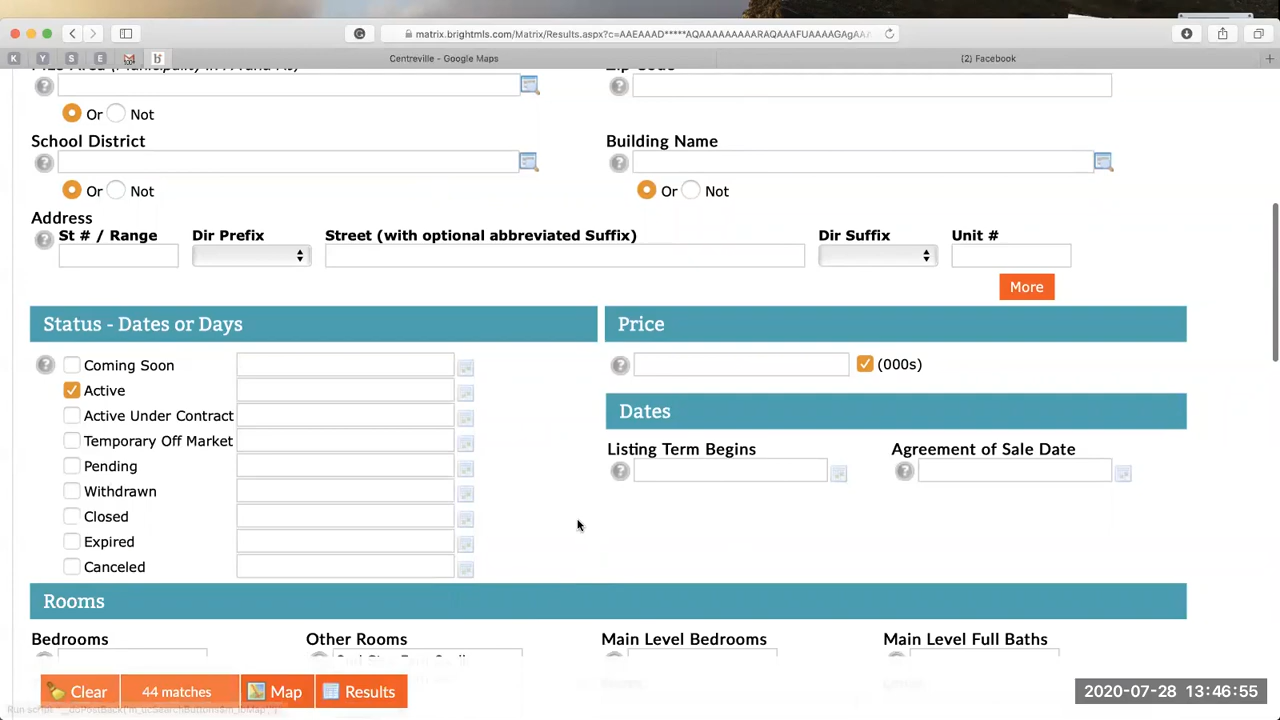 matrix.brightmls.com/Matrix/Results.aspx?c=AAEAAAD*****AQAAAAAAAAARAQAAAFUAAAAGAgAA
K Y S E b Centreville - Google Maps (2) Facebook
School District Building Name
Or Not
Or Not Or Not
Address
St # / Range Dir Prefix Street (with optional abbreviated Suffix) Dir Suffix Unit #
More
Status - Dates or Days Price
Coming Soon (000s)
Active
Dates
Active Under Contract
Temporary Off Market Listing Term Begins Agreement of Sale Date
Pending
Withdrawn
Closed
Expired
Canceled
Rooms
Bedrooms Other Rooms Main Level Bedrooms Main Level Full Baths
Clear 44 matches Map Results
2020-07-28 13:46:55